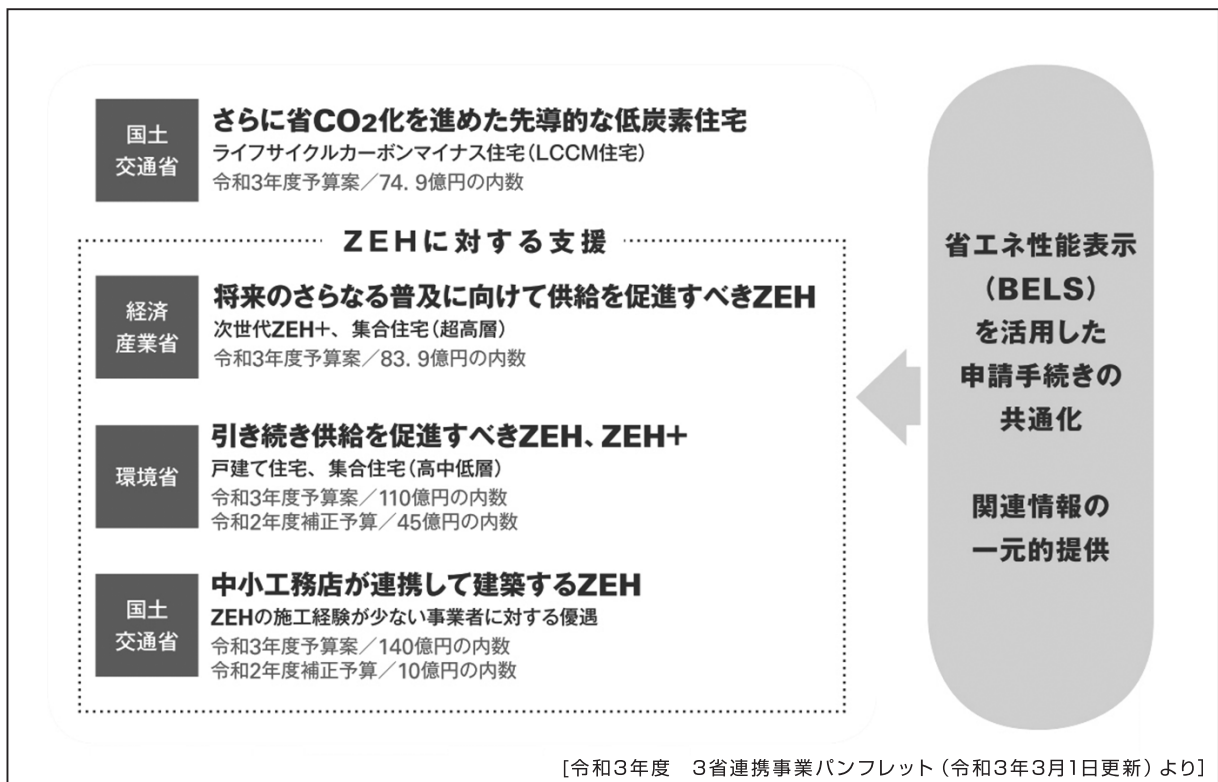 国土
交通省
さらに省CO2化を進めた先導的な低炭素住宅
ライフサイクルカーボンマイナス住宅(LCCM住宅)
令和3年度予算案／74.9億円の内数
ZEHに対する支援
経済
産業省
将来のさらなる普及に向けて供給を促進すべきZEH
次世代ZEH+、集合住宅(超高層)
令和3年度予算案／83.9億円の内数
環境省
引き続き供給を促進すべきZEH、ZEH+
戸建て住宅、集合住宅(高中低層)
令和3年度予算案／110億円の内数
令和2年度補正予算／45億円の内数
国土
交通省
中小工務店が連携して建築するZEH
ZEHの施工経験が少ない事業者に対する優遇
令和3年度予算案／140億円の内数
令和2年度補正予算／10億円の内数
省エネ性能表示
(BELS)
を活用した
申請手続きの
共通化
関連情報の
一元的提供
[令和3年度　3省連携事業パンフレット(令和3年3月1日更新)より]